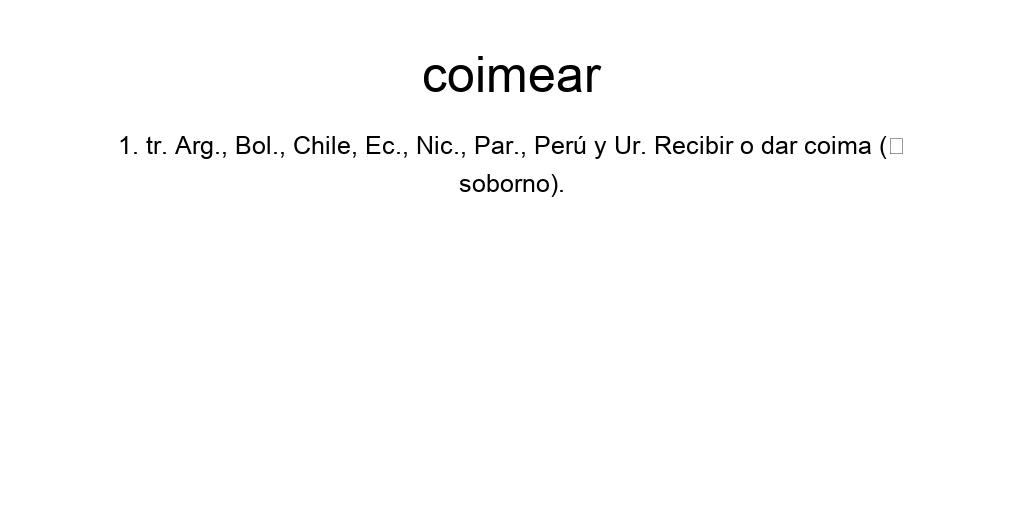 coimear
1. tr. Arg., Bol., Chile, Ec., Nic., Par., Perú y Ur. Recibir o dar coima (□
soborno).